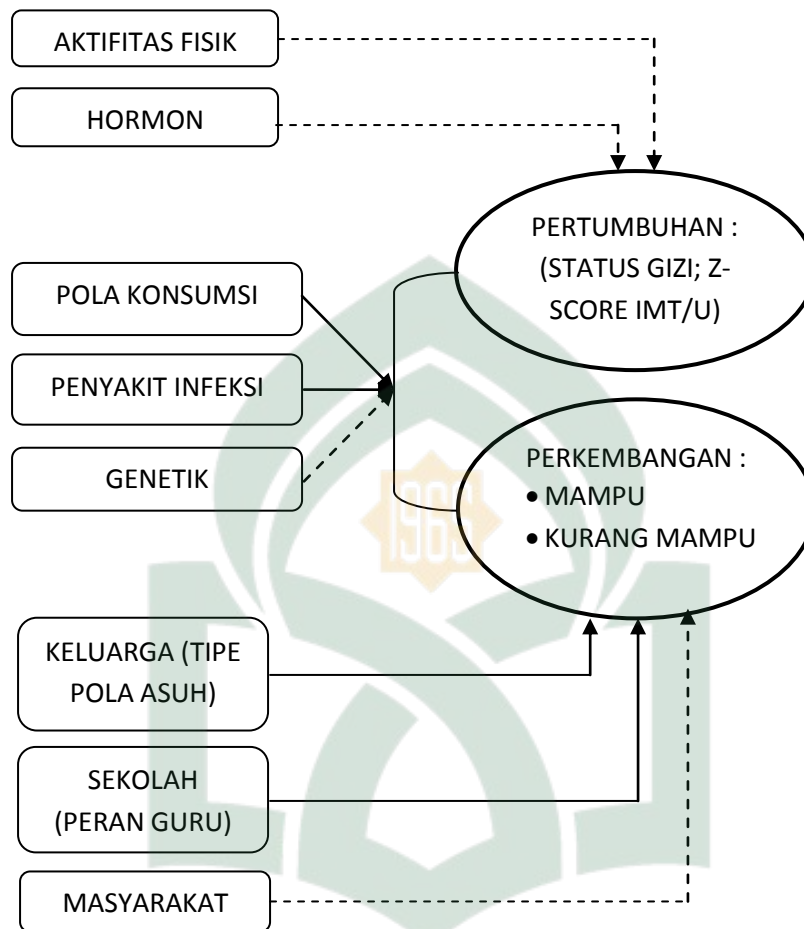 AKTIFITAS FISIK
HORMON
PERTUMBUHAN :
(STATUS GIZI; Z-
SCORE IMT/U)
POLA KONSUMSI
PENYAKIT INFEKSI
GENETIK
PERKEMBANGAN :
• MAMPU
• KURANG MAMPU
1965
KELUARGA (TIPE
POLA ASUH)
SEKOLAH
(PERAN GURU)
MASYARAKAT